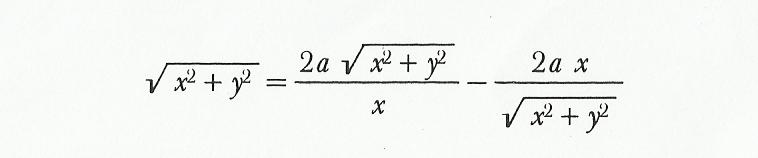 √(x² + y²) = (2a √(x² + y²))/x − (2a x)/√(x² + y²)